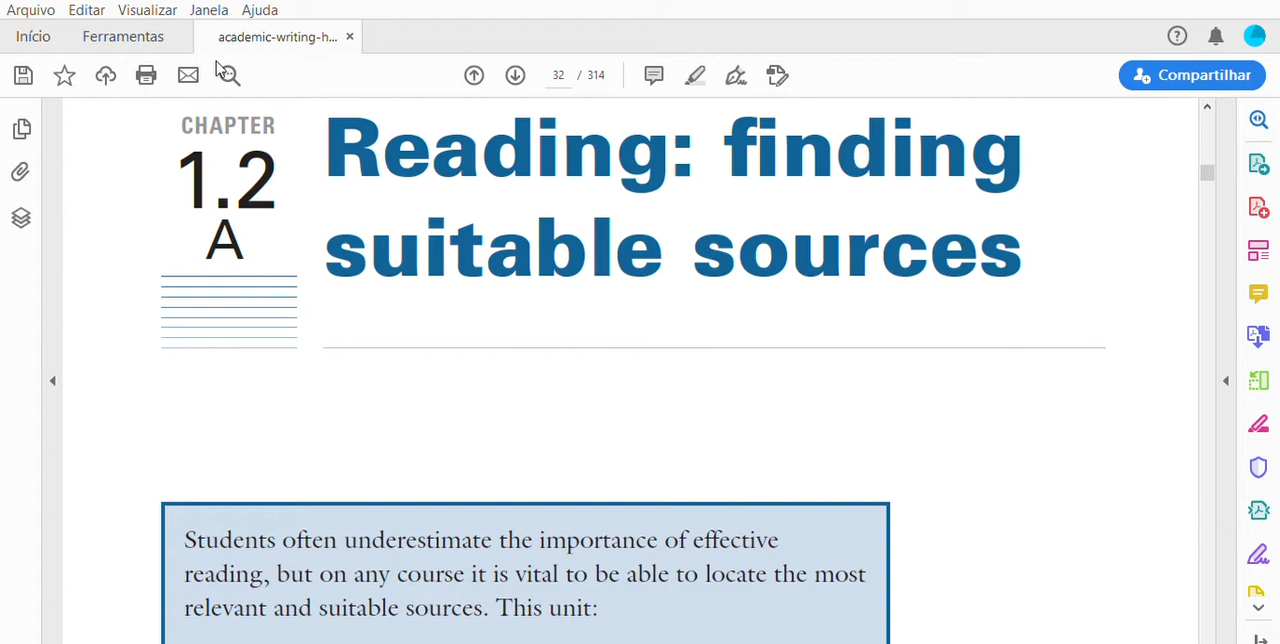 Arquivo Editar Visualizar Janela Ajuda
Início Ferramentas academic-writing-h... ×
32 / 314 Compartilhar
CHAPTER
1.2
A
Reading: finding
suitable sources
Students often underestimate the importance of effective
reading, but on any course it is vital to be able to locate the most
relevant and suitable sources. This unit: